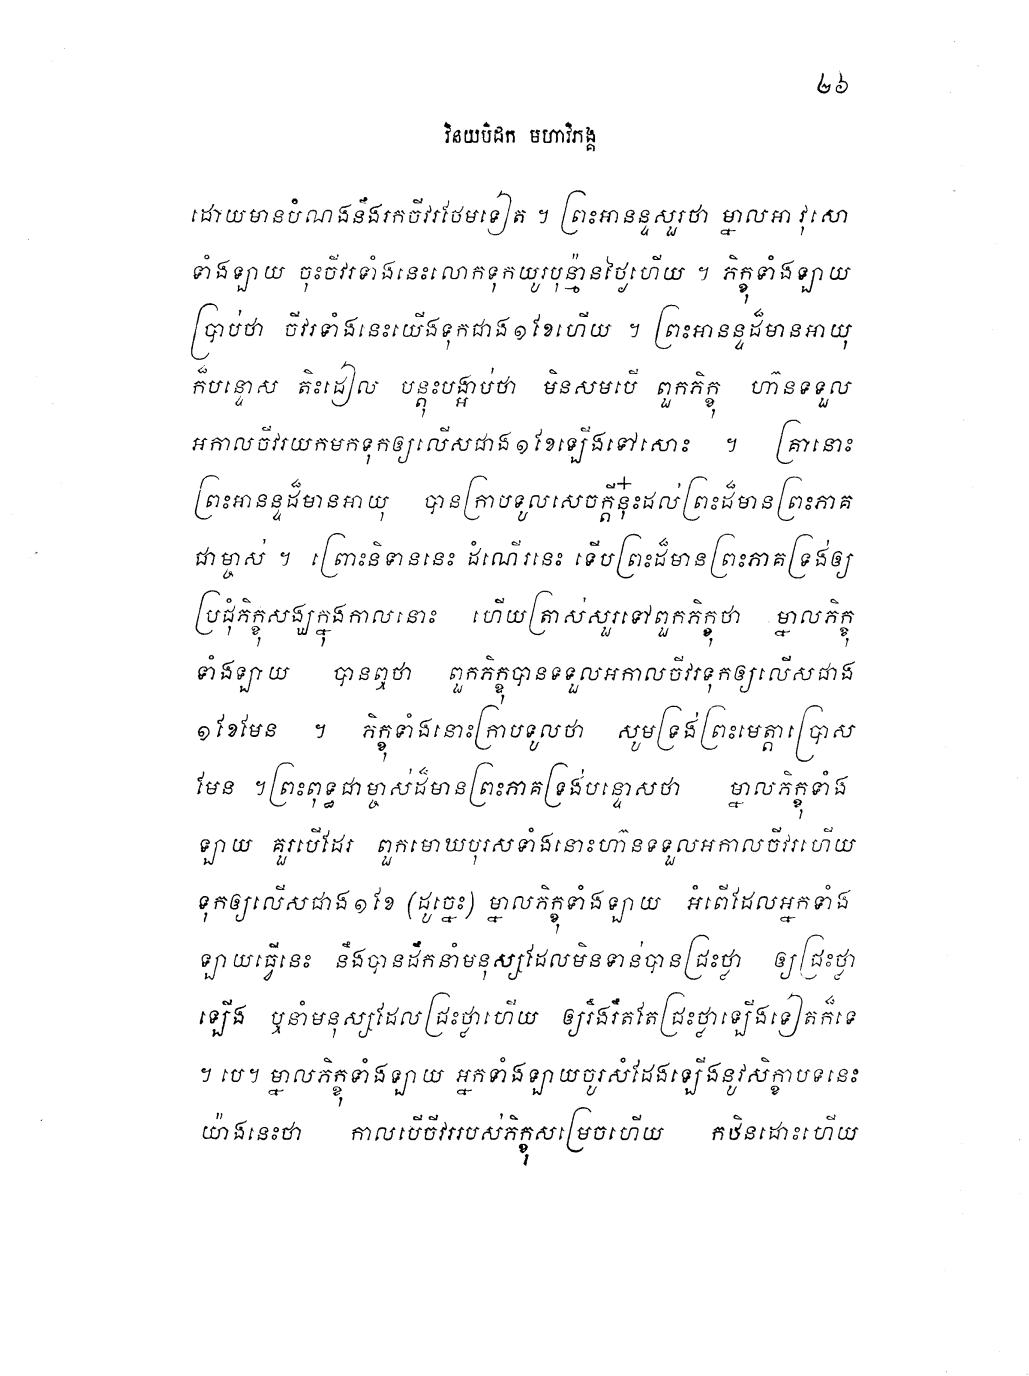 ២៦
វិនយបិដក មហាវិភង្គ
ដោយមានបំណងនឹងរកចីវរថែមទៀត ។ ព្រះអានន្ទសួរថា ម្នាលអាវុសោ
ទាំងឡាយ ចុះចីវរទាំងនេះលោកទុកយូរប៉ុន្មានថ្ងៃហើយ ។ ភិក្ខុទាំងឡាយ
ប្រាប់ថា ចីវរទាំងនេះយើងទុកជាង១ខែហើយ ។ ព្រះអានន្ទដ៏មានអាយុ
ក៏បន្ទោស តិះដៀល បន្តុះបង្អាប់ថា មិនសមបើ ពួកភិក្ខុ ហ៊ានទទួល
អកាលចីវរយកមកទុកឲ្យលើសជាង១ខែឡើងទៅសោះ ។ គ្រានោះ
ព្រះអានន្ទដ៏មានអាយុ បានក្រាបទូលសេចក្តីនុ៎ះដល់ព្រះដ៏មានព្រះភាគ
ជាម្ចាស់ ។ ព្រោះនិទាននេះ ដំណើរនេះ ទើបព្រះដ៏មានព្រះភាគទ្រង់ឲ្យ
ប្រជុំភិក្ខុសង្ឃក្នុងកាលនោះ ហើយត្រាស់សួរទៅពួកភិក្ខុថា ម្នាលភិក្ខុ
ទាំងឡាយ បានឮថា ពួកភិក្ខុបានទទួលអកាលចីវរទុកឲ្យលើសជាង
១ខែមែន ។ ភិក្ខុទាំងនោះក្រាបទូលថា សូមទ្រង់ព្រះមេត្តាប្រោស
មែន ។ព្រះពុទ្ធជាម្ចាស់ដ៏មានព្រះភាគទ្រង់បន្ទោសថា ម្នាលភិក្ខុទាំង
ឡាយ គួរបើដែរ ពួកមោឃបុរសទាំងនោះហ៊ានទទួលអកាលចីវរហើយ
ទុកឲ្យលើសជាង១ខែ (ដូច្នេះ) ម្នាលភិក្ខុទាំងឡាយ អំពើដែលអ្នកទាំង
ឡាយធ្វើនេះ នឹងបានដឹកនាំមនុស្សដែលមិនទាន់បានជ្រះថ្លា ឲ្យជ្រះថ្លា
ឡើង ឬនាំមនុស្សដែលជ្រះថ្លាហើយ ឲ្យរឹងរឹតតែជ្រះថ្លាឡើងទៀតក៏ទេ
។ បេ។ ម្នាលភិក្ខុទាំងឡាយ អ្នកទាំងឡាយចូរសំដែងឡើងនូវសិក្ខាបទនេះ
យ៉ាងនេះថា កាលបើចីវររបស់ភិក្ខុសម្រេចហើយ កឋិនដោះហើយ